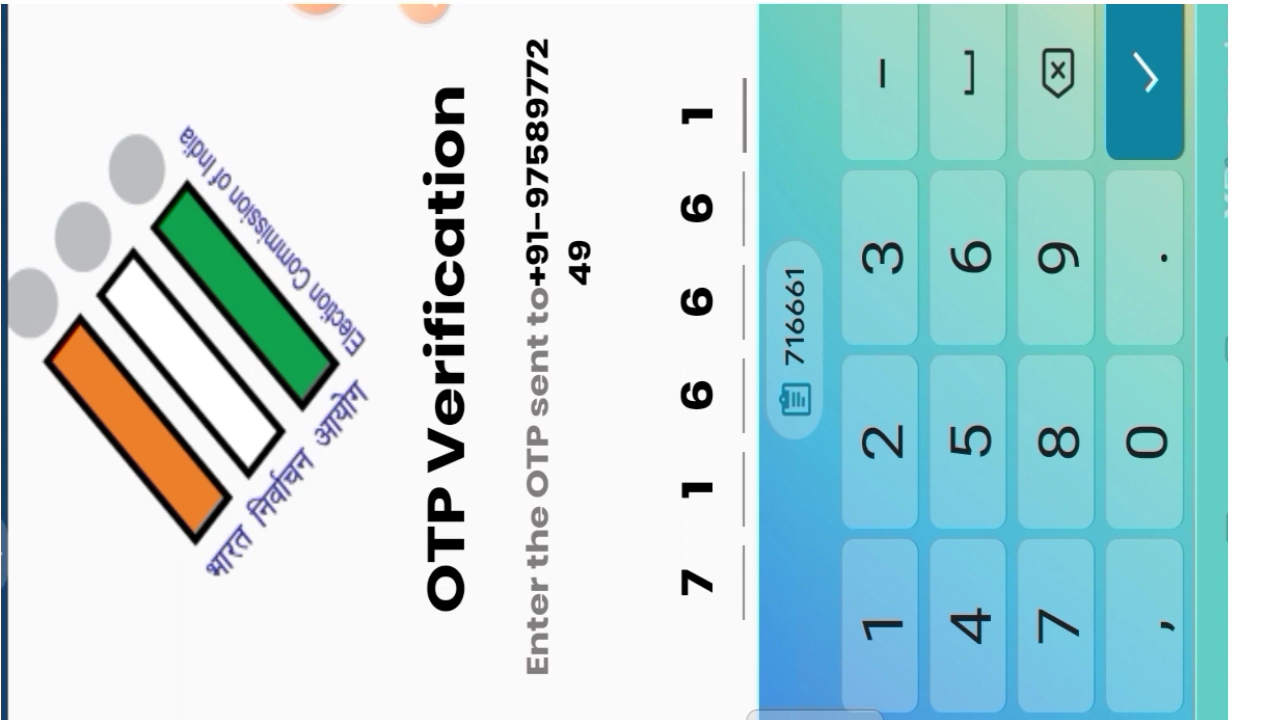 भारत निर्वाचन आयोग
Election Commission of India
OTP Verification
Enter the OTP sent to+91-97589772
49
7 1 6 6 6 1
716661
1 2 3 -
4 5 6
7 8 9
, 0 .